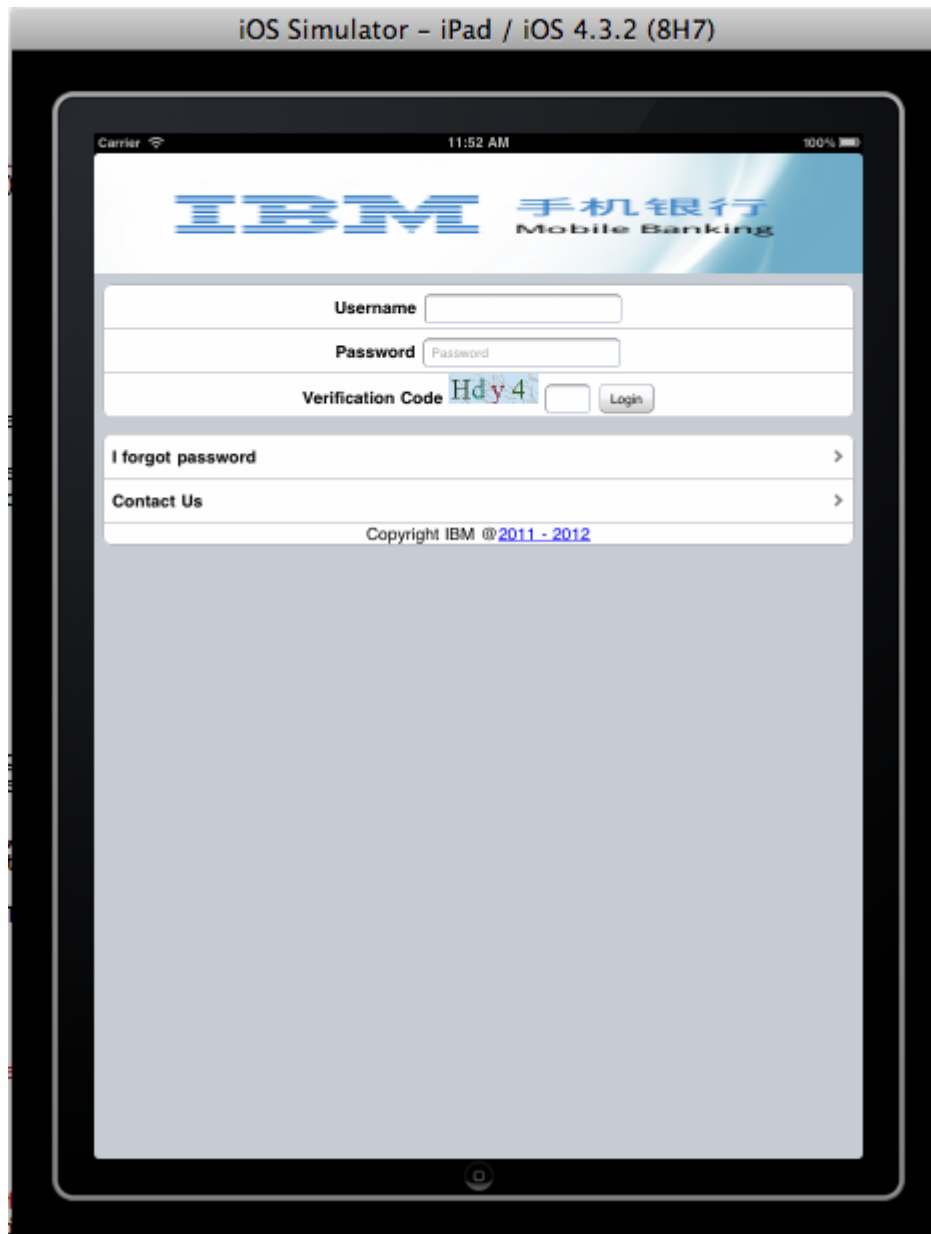 iOS Simulator – iPad / iOS 4.3.2 (8H7)
Carrier 11:52 AM 100%
IBM 手机银行
Mobile Banking
Username
Password Password
Verification Code Hdy4 Login
I forgot password >
Contact Us >
Copyright IBM @2011 - 2012